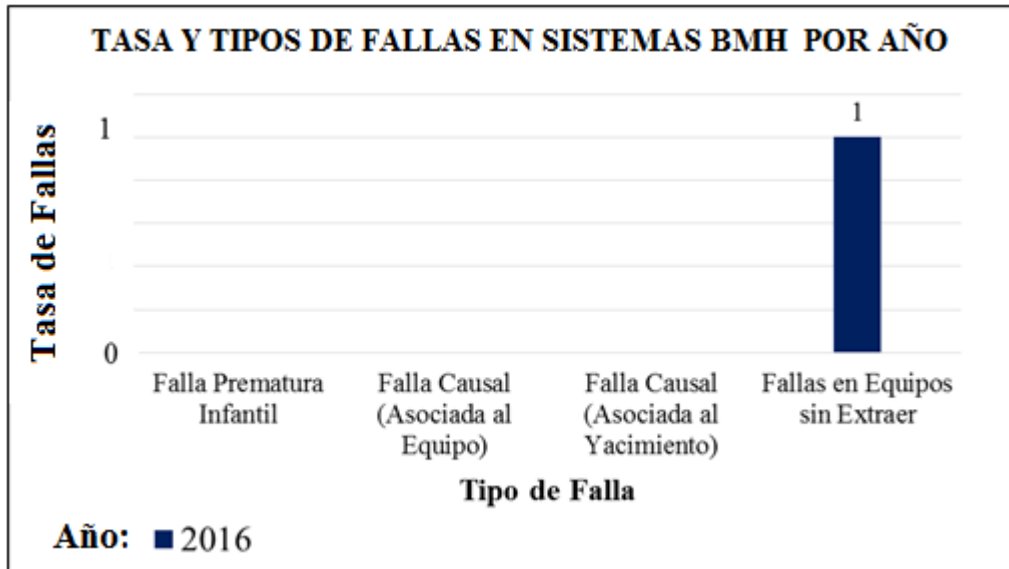 TASA Y TIPOS DE FALLAS EN SISTEMAS BMH POR AÑO
Tasa de Fallas
1
0
1
Falla Prematura
Infantil
Falla Causal
(Asociada al
Equipo)
Falla Causal
(Asociada al
Yacimiento)
Fallas en Equipos
sin Extraer
Tipo de Falla
Año: 2016